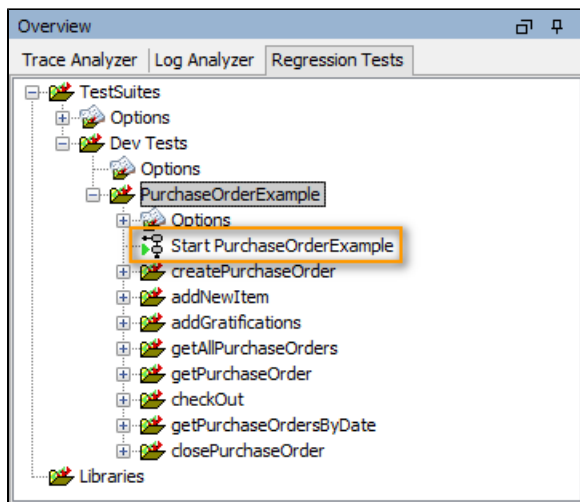 Overview
Trace Analyzer Log Analyzer Regression Tests
TestSuites
Options
Dev Tests
Options
PurchaseOrderExample
Options
Start PurchaseOrderExample
createPurchaseOrder
addNewItem
addGratifications
getAllPurchaseOrders
getPurchaseOrder
checkOut
getPurchaseOrdersByDate
closePurchaseOrder
Libraries